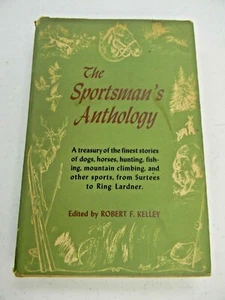 The
Sportsman's
Anthology
A treasury of the finest stories
of dogs, horses, hunting, fish-
ing, mountain climbing, and
other sports, from Surtees
to Ring Lardner.
Edited by ROBERT F. KELLEY